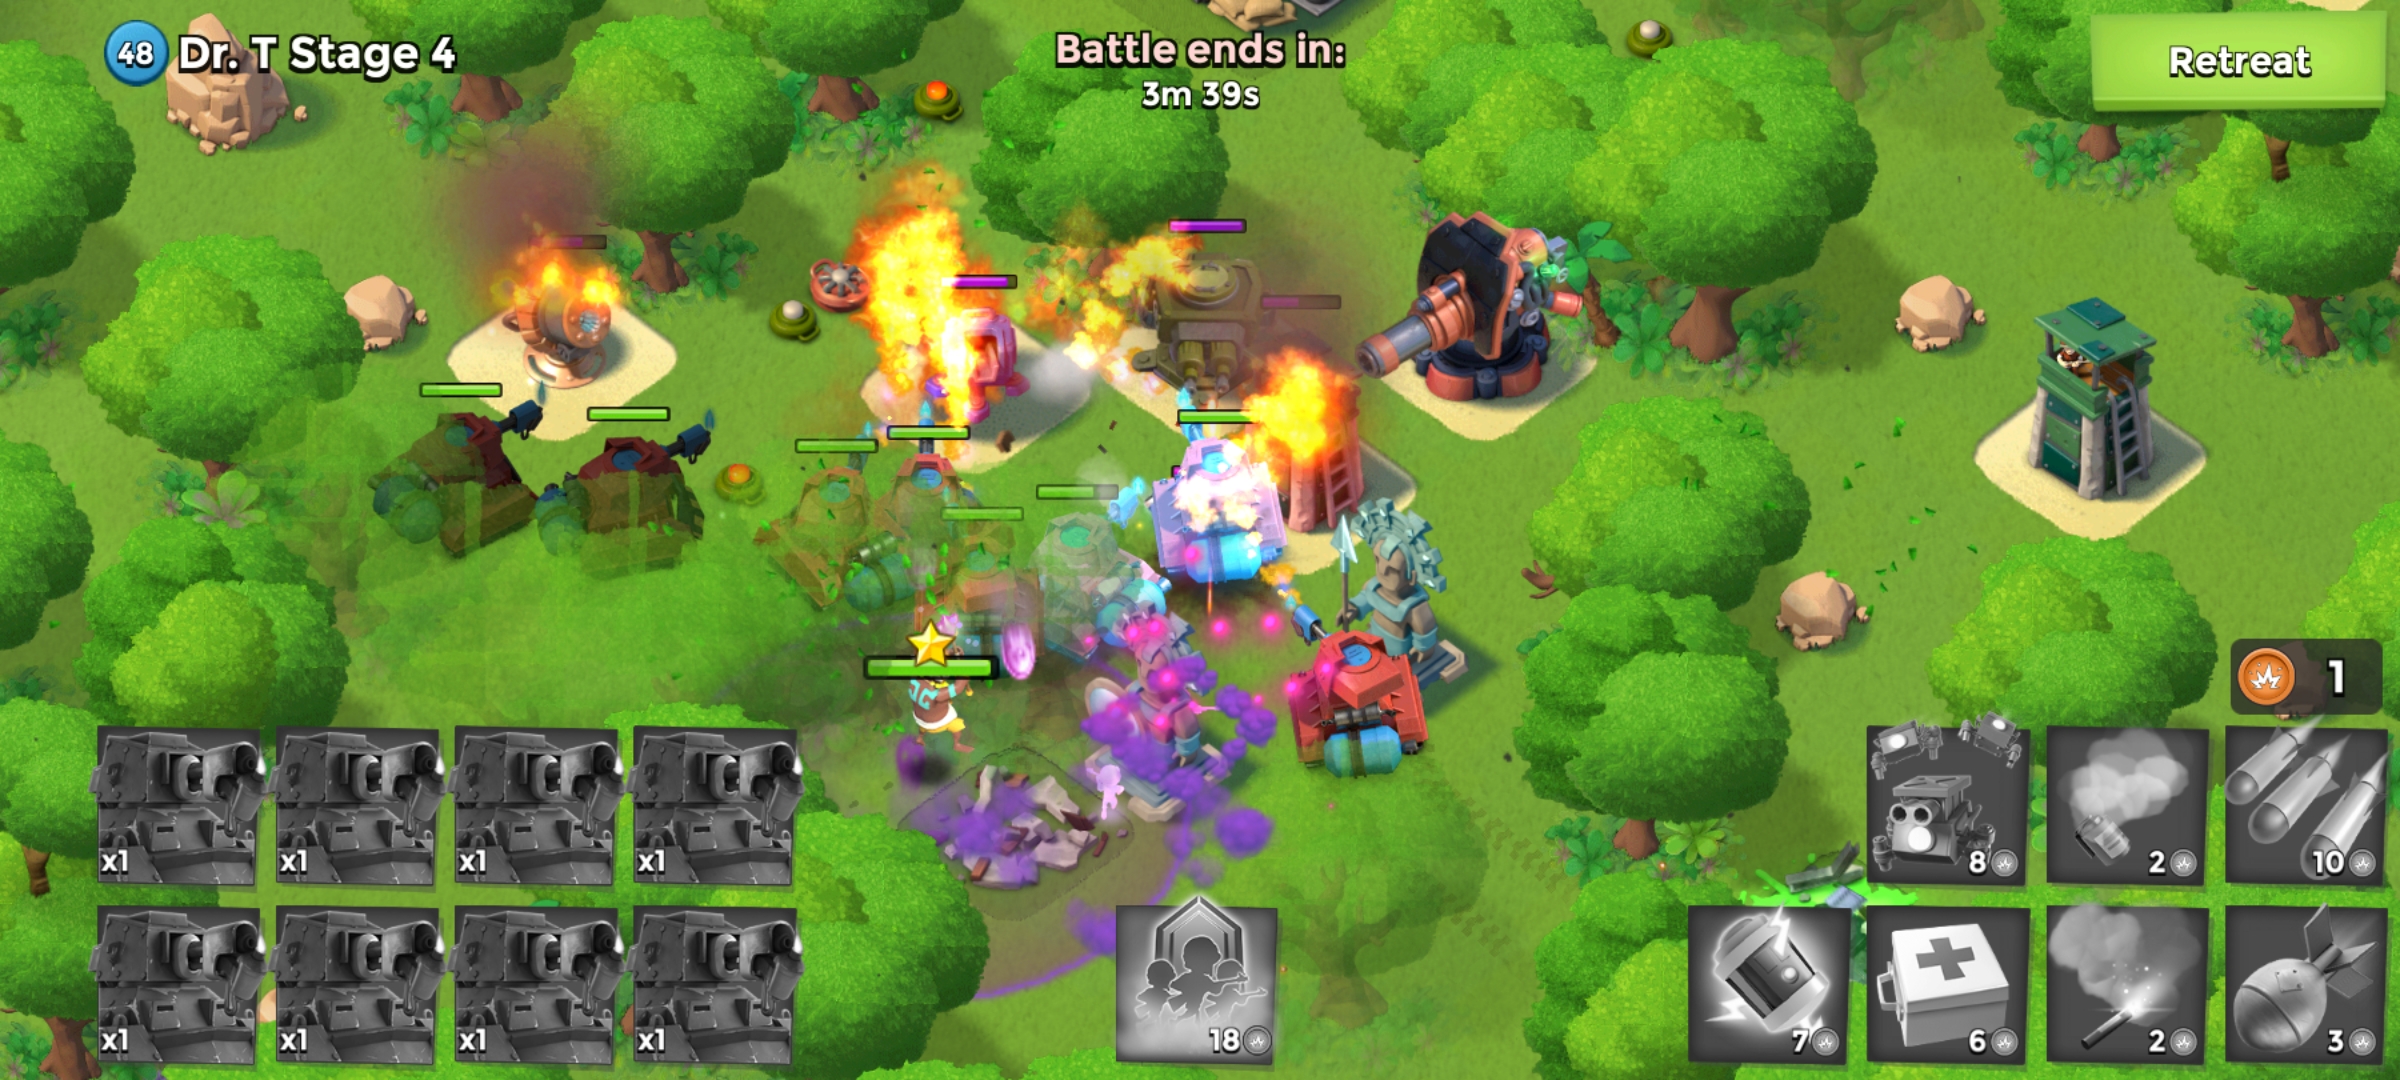 48 Dr. T Stage 4
Battle ends in:
3m 39s
Retreat
1
x1 x1 x1 x1
8 2 10
x1 x1 x1 x1
18
7 6 2 3